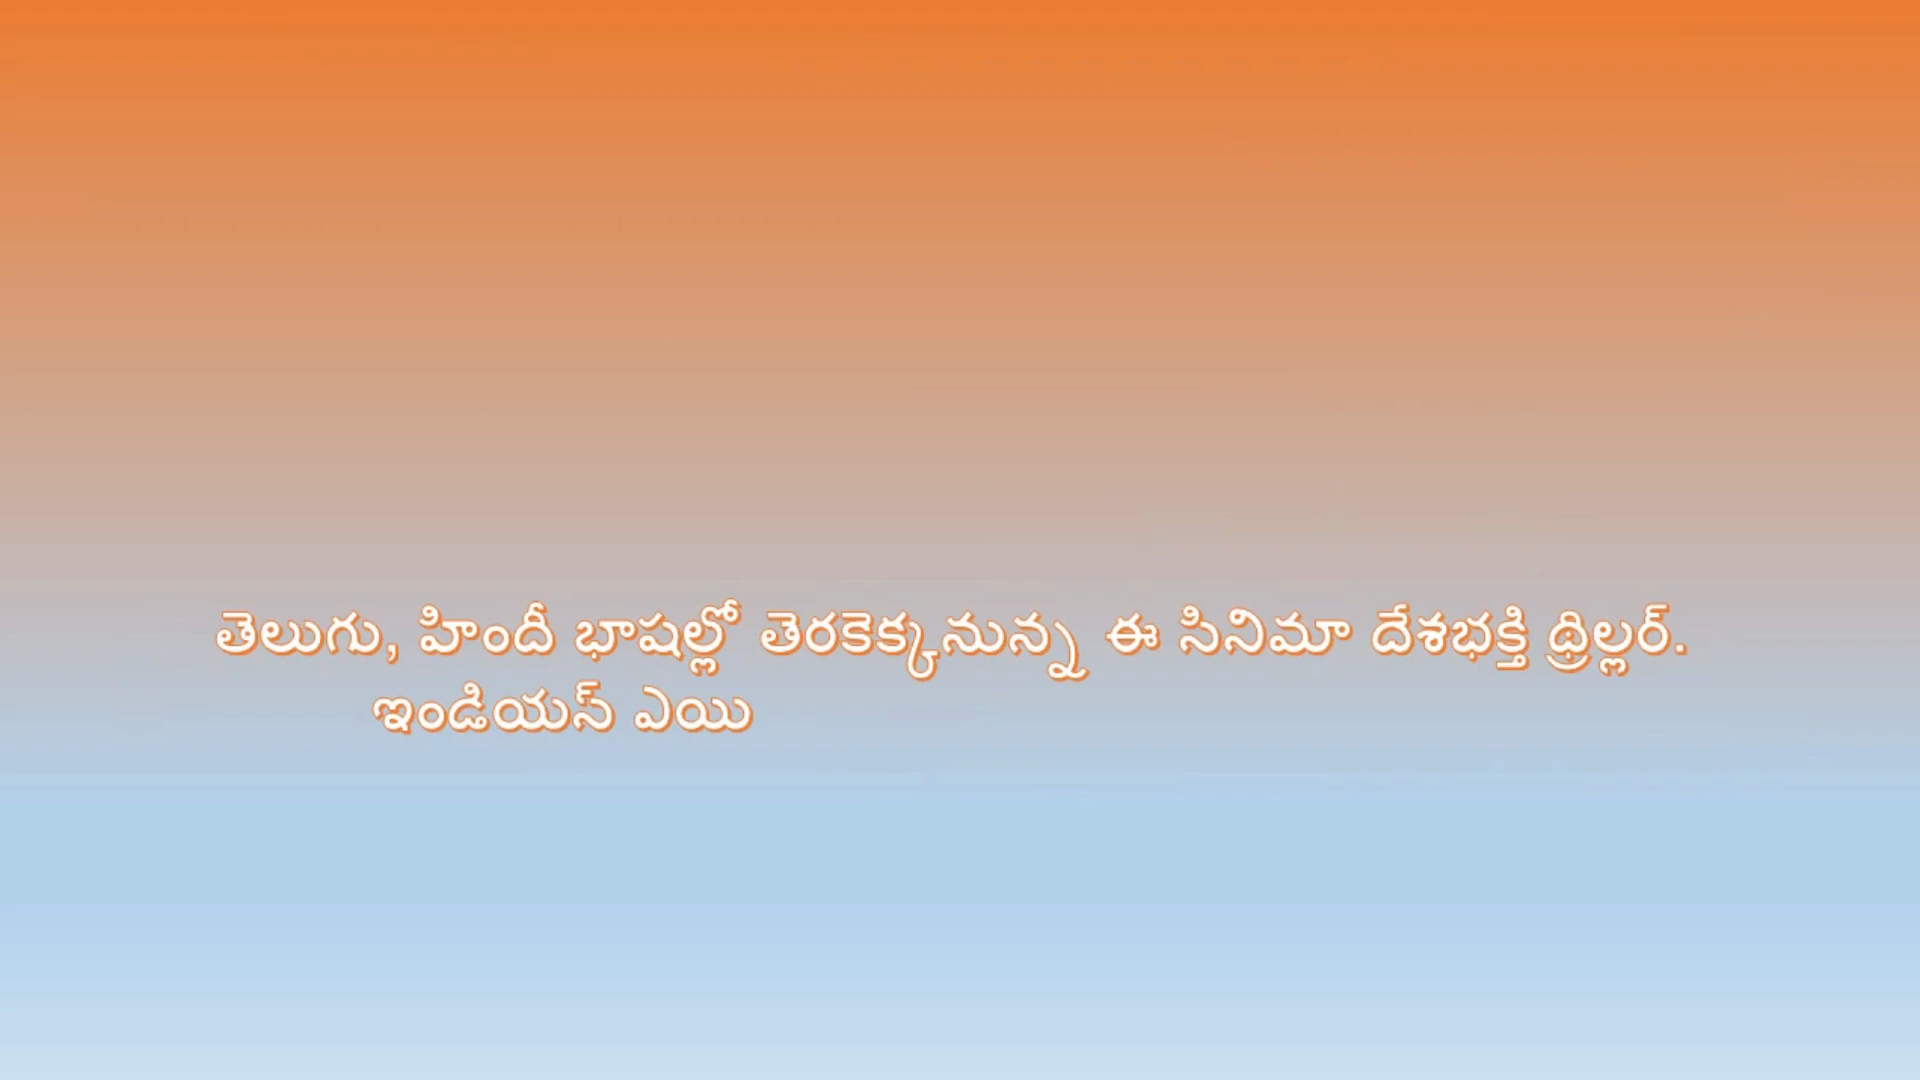 తెలుగు, హిందీ భాషల్లో తెరకెక్కనున్న ఈ సినిమా దేశభక్తి థ్రిల్లర్.
ఇండియన్ ఎయి